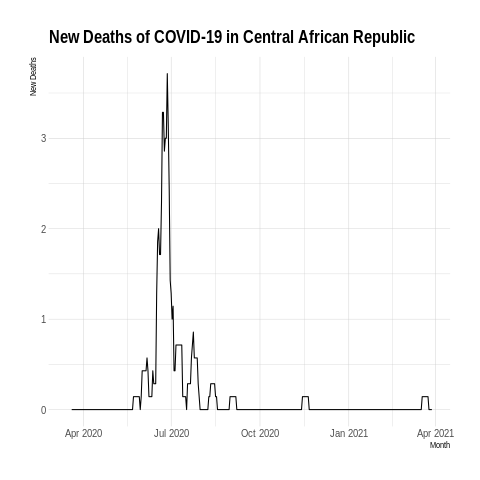 New Deaths of COVID-19 in Central African Republic
New Deaths
3
2
1
0
Apr 2020 Jul 2020 Oct 2020 Jan 2021 Apr 2021
Month